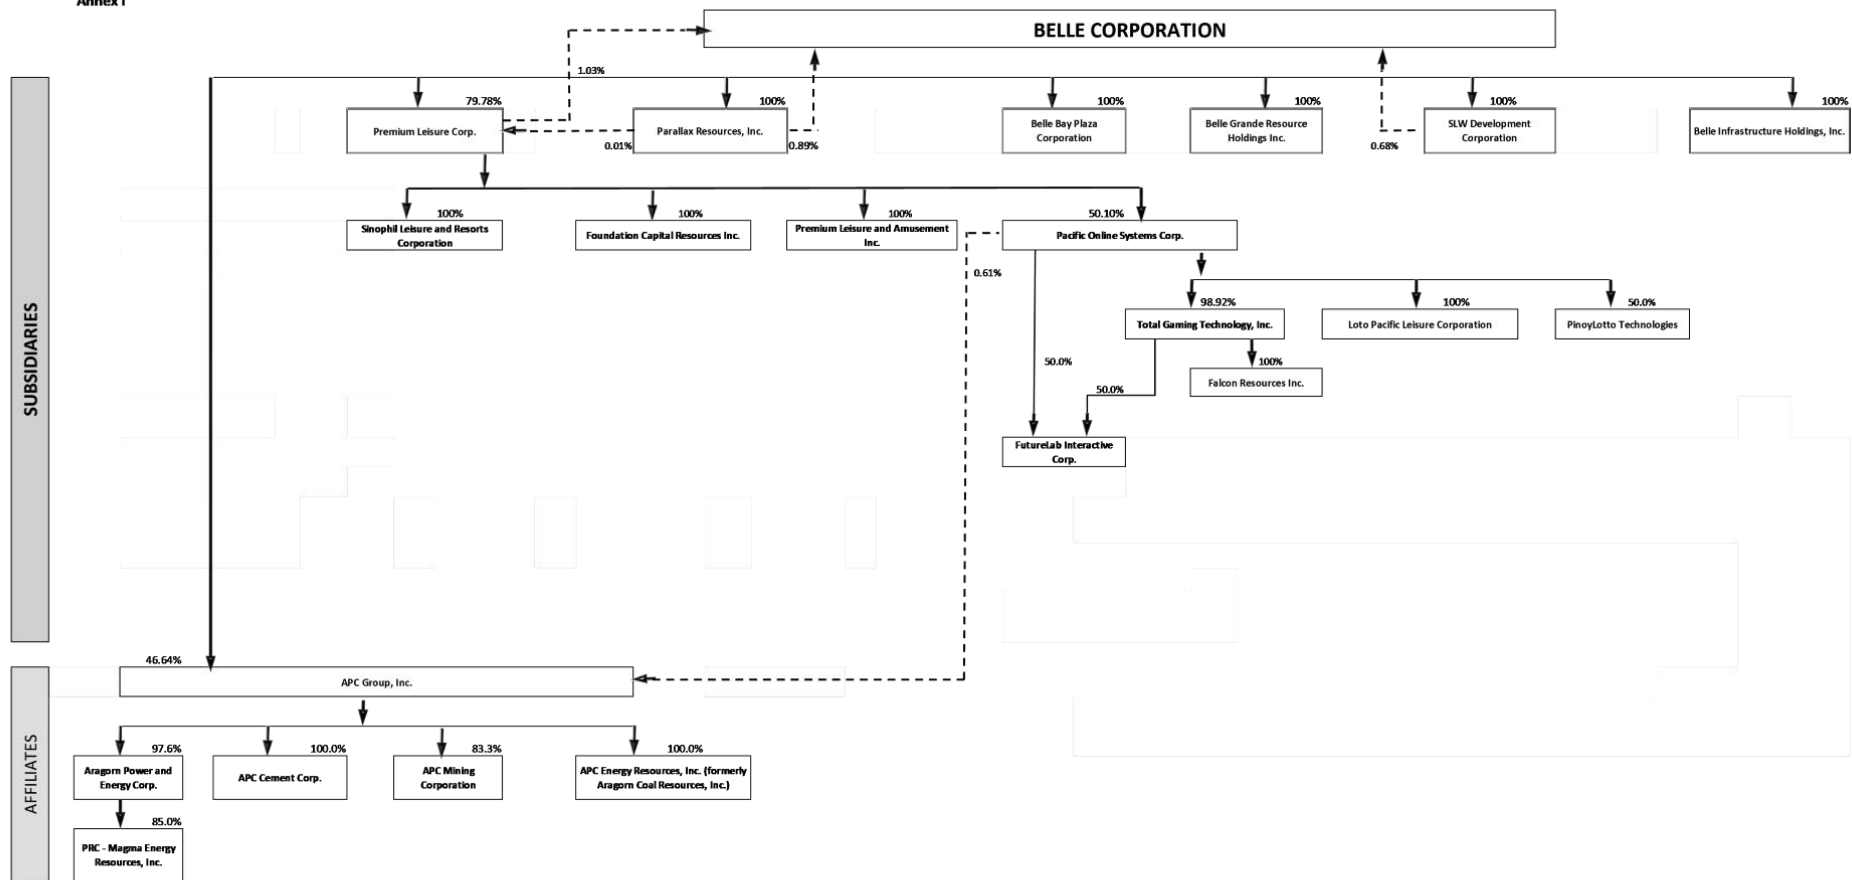 Annex I
BELLE CORPORATION
1.03%
79.78%
100%
100%
100%
100%
100%
Premium Leisure Corp.
Parallax Resources, Inc.
Belle Bay Plaza
Corporation
Belle Grande Resource
Holdings Inc.
SLW Development
Corporation
Belle Infrastructure Holdings, Inc.
0.01%
0.89%
0.68%
SUBSIDIARIES
100%
100%
100%
50.10%
Sinophil Leisure and Resorts
Corporation
Foundation Capital Resources Inc.
Premium Leisure and Amusement
Inc.
Pacific Online Systems Corp.
0.61%
98.92%
100%
50.0%
Total Gaming Technology, Inc.
Loto Pacific Leisure Corporation
PinoyLotto Technologies
50.0%
100%
Falcon Resources Inc.
50.0%
FutureLab Interactive
Corp.
AFFILIATES
46.64%
APC Group, Inc.
97.6%
100.0%
83.3%
100.0%
Aragorn Power and
Energy Corp.
APC Cement Corp.
APC Mining
Corporation
APC Energy Resources, Inc. (formerly
Aragorn Coal Resources, Inc.)
85.0%
PRC - Magma Energy
Resources, Inc.